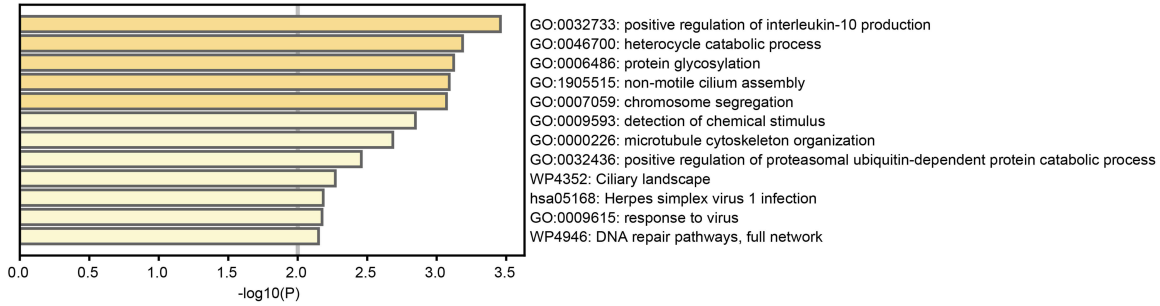 GO:0032733: positive regulation of interleukin-10 production
GO:0046700: heterocycle catabolic process
GO:0006486: protein glycosylation
GO:1905515: non-motile cilium assembly
GO:0007059: chromosome segregation
GO:0009593: detection of chemical stimulus
GO:0000226: microtubule cytoskeleton organization
GO:0032436: positive regulation of proteasomal ubiquitin-dependent protein catabolic process
WP4352: Ciliary landscape
hsa05168: Herpes simplex virus 1 infection
GO:0009615: response to virus
WP4946: DNA repair pathways, full network
0.0 0.5 1.0 1.5 2.0 2.5 3.0 3.5
-log10(P)